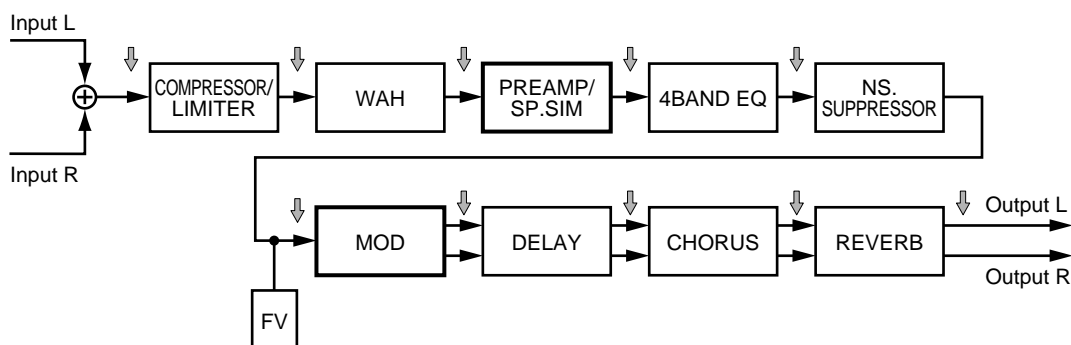 Input L
COMPRESSOR/
LIMITER
WAH
PREAMP/
SP.SIM
4BAND EQ
NS.
SUPPRESSOR
Input R
MOD
DELAY
CHORUS
REVERB
Output L
Output R
FV